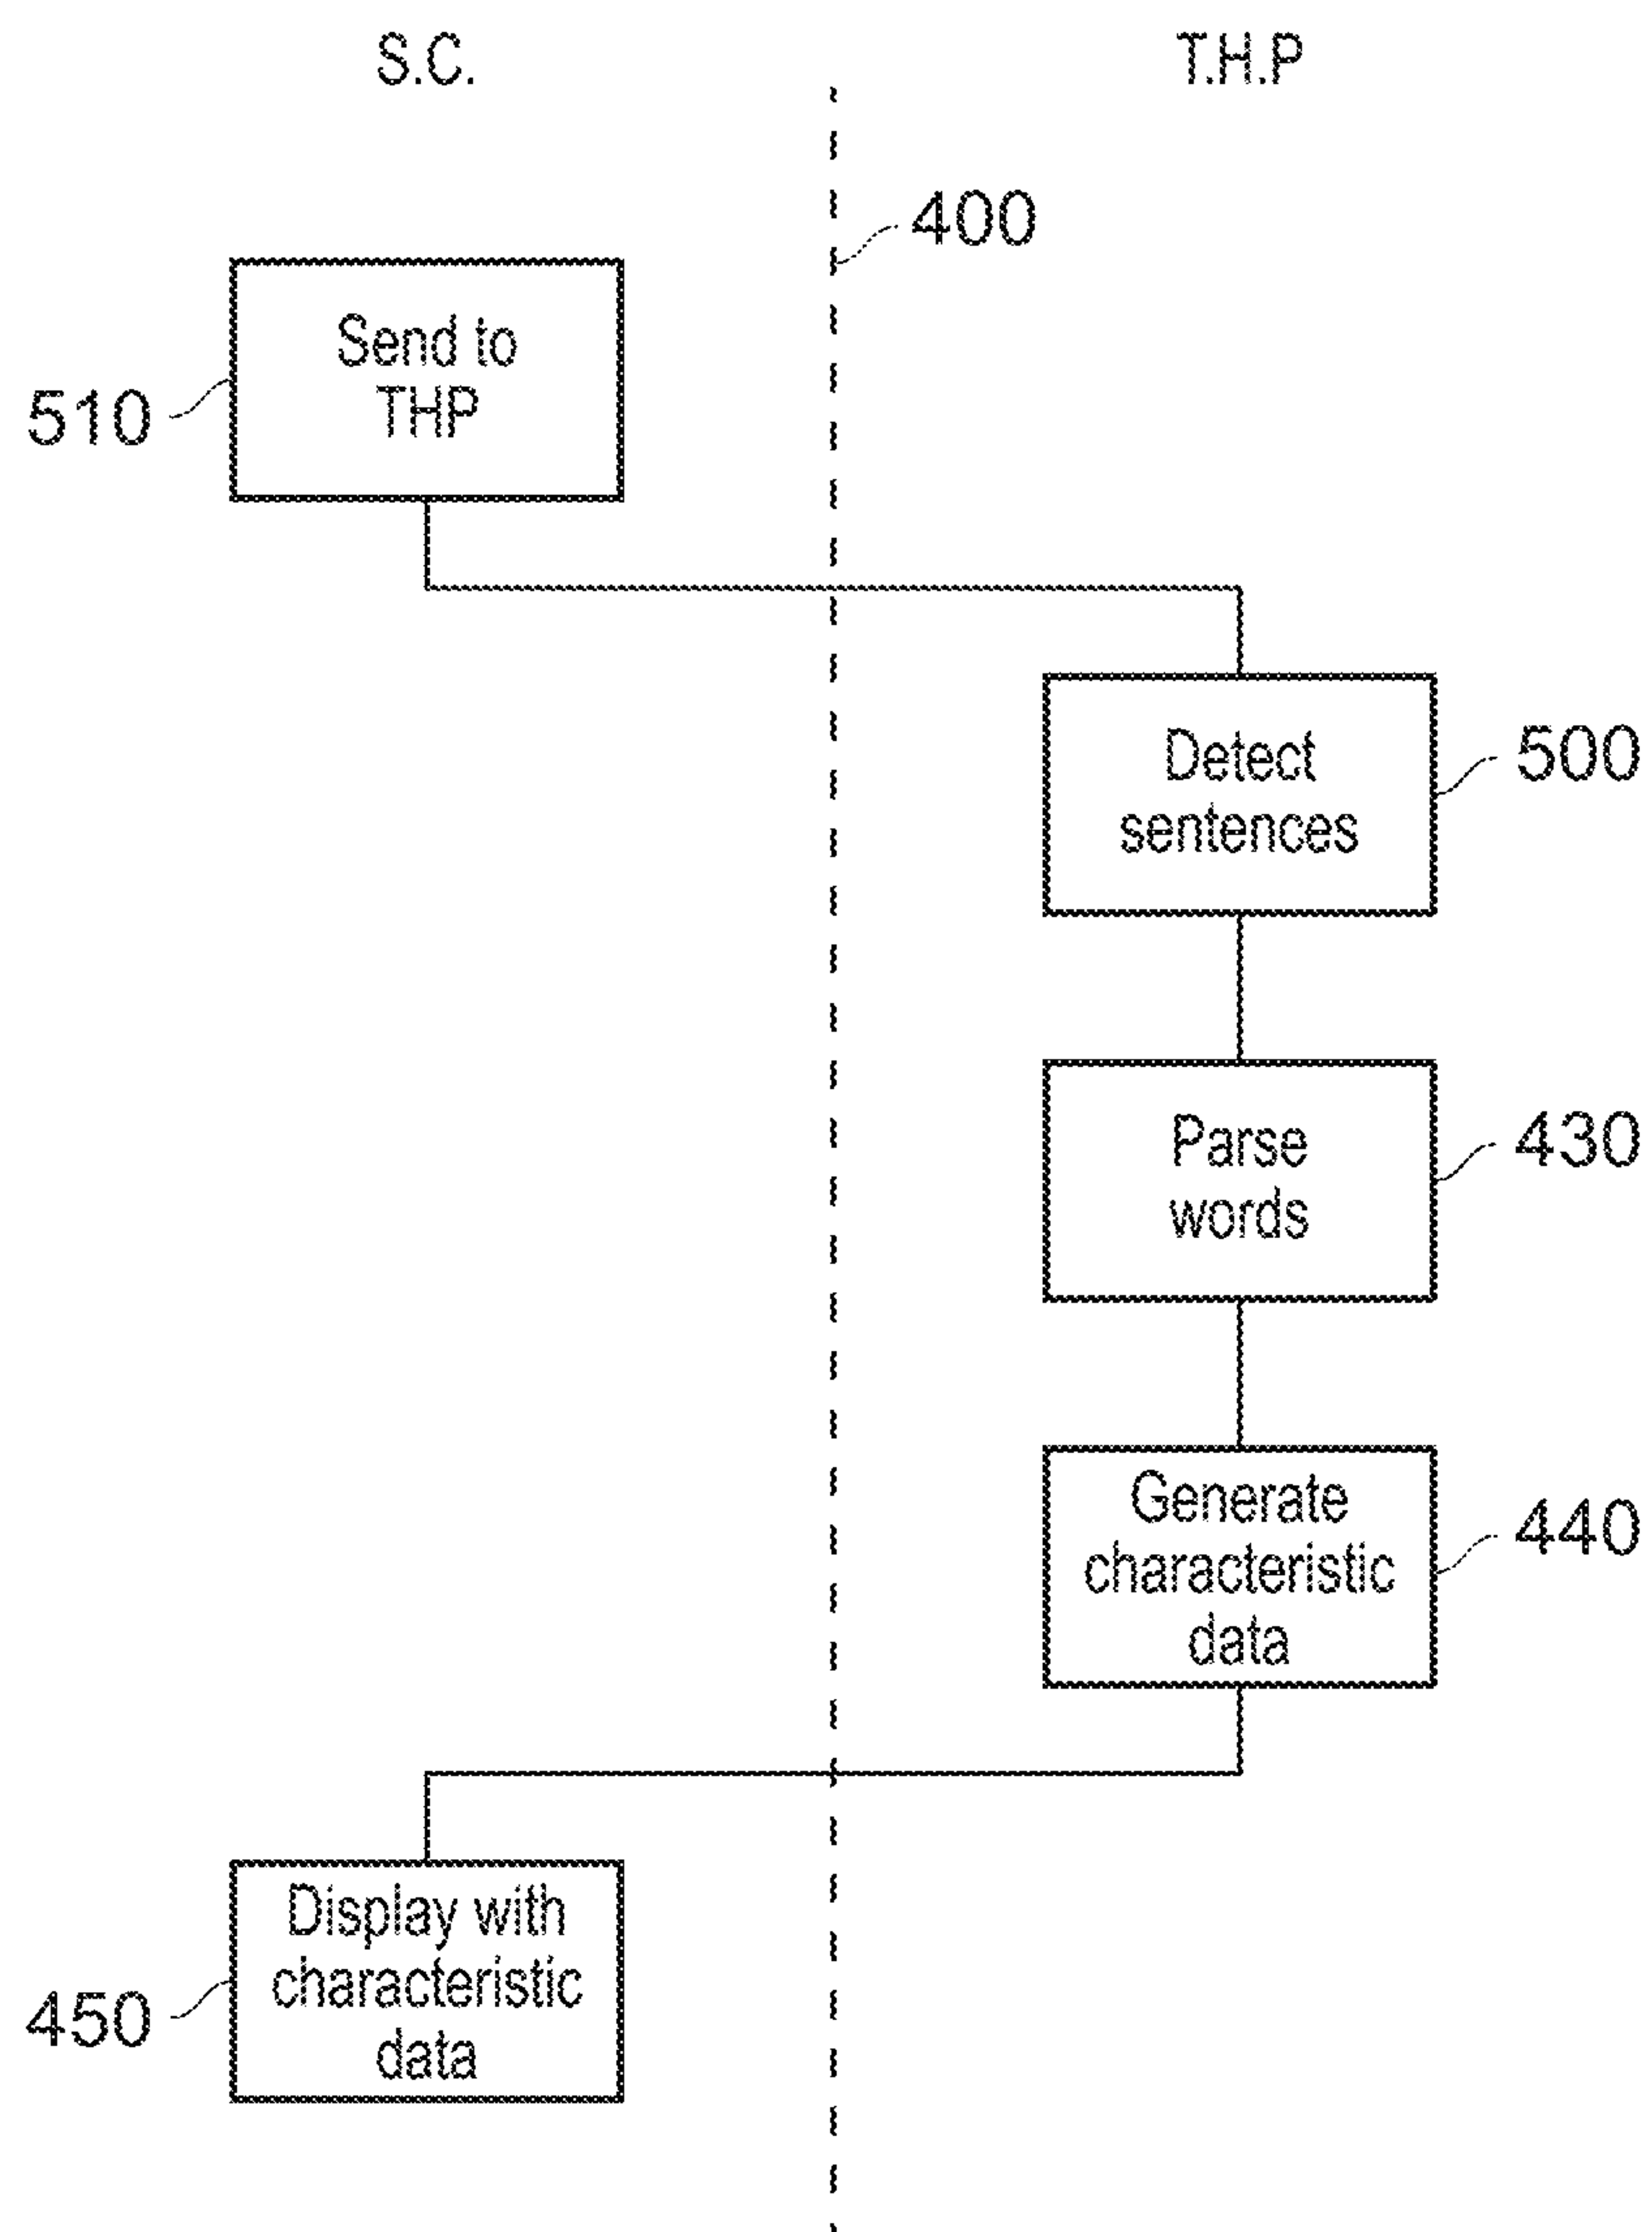 S.C.
T.H.P
400
Send to
THP
510
Detect
sentences
500
Parse
words
430
Generate
characteristic
data
440
Display with
characteristic
data
450